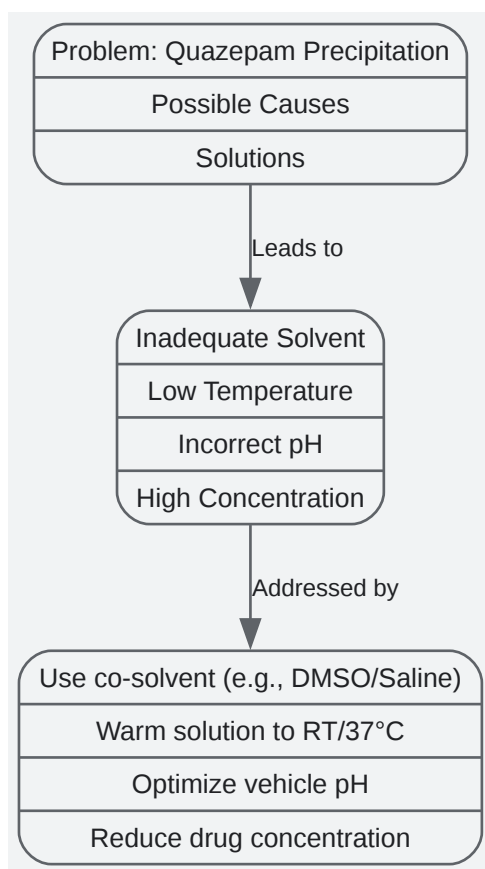 Problem: Quazepam Precipitation
Possible Causes
Solutions
Leads to
Inadequate Solvent
Low Temperature
Incorrect pH
High Concentration
Addressed by
Use co-solvent (e.g., DMSO/Saline)
Warm solution to RT/37°C
Optimize vehicle pH
Reduce drug concentration